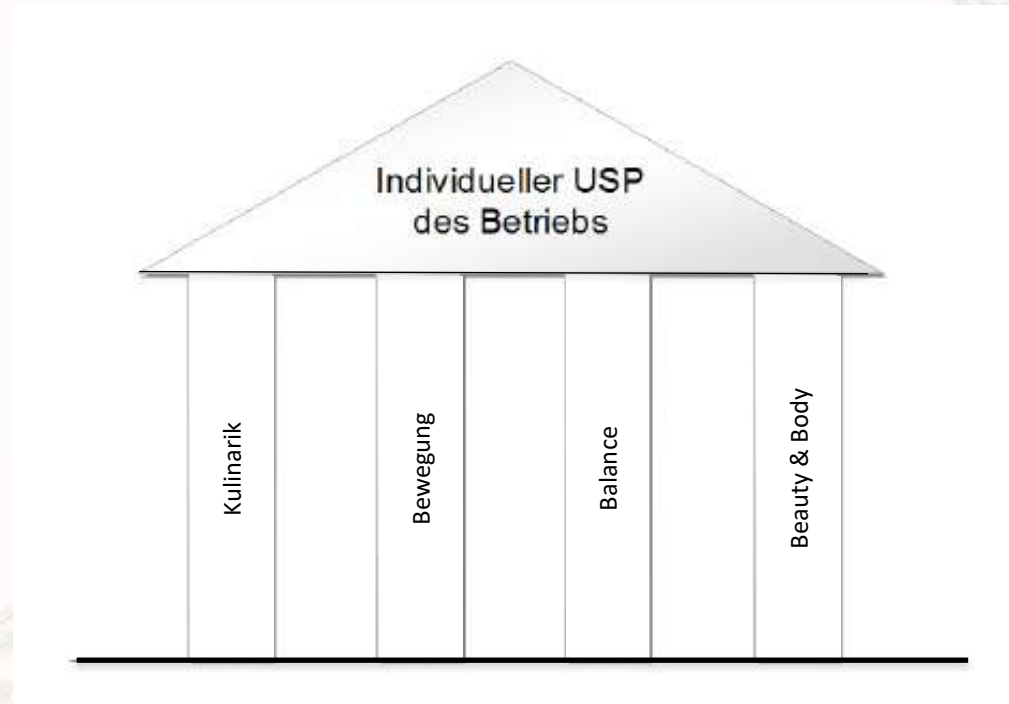 Individueller USP
des Betriebs
Kulinarik
Bewegung
Balance
Beauty & Body